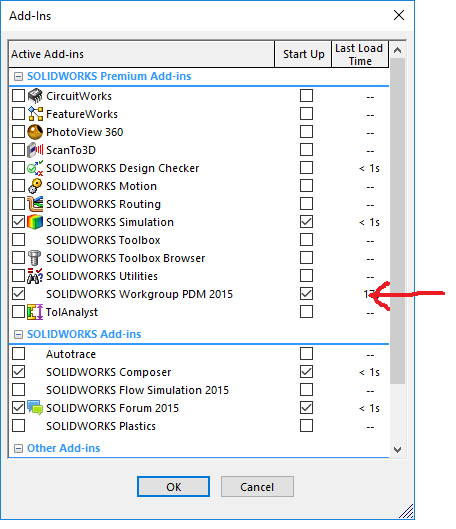 Add-Ins
Active Add-ins Start Up Last Load Time
SOLIDWORKS Premium Add-ins
CircuitWorks --
FeatureWorks --
PhotoView 360 --
ScanTo3D --
SOLIDWORKS Design Checker < 1s
SOLIDWORKS Motion --
SOLIDWORKS Routing --
SOLIDWORKS Simulation < 1s
SOLIDWORKS Toolbox --
SOLIDWORKS Toolbox Browser --
SOLIDWORKS Utilities --
SOLIDWORKS Workgroup PDM 2015
TolAnalyst --
SOLIDWORKS Add-ins
Autotrace --
SOLIDWORKS Composer < 1s
SOLIDWORKS Flow Simulation 2015 --
SOLIDWORKS Forum 2015 < 1s
SOLIDWORKS Plastics --
Other Add-ins
OK Cancel